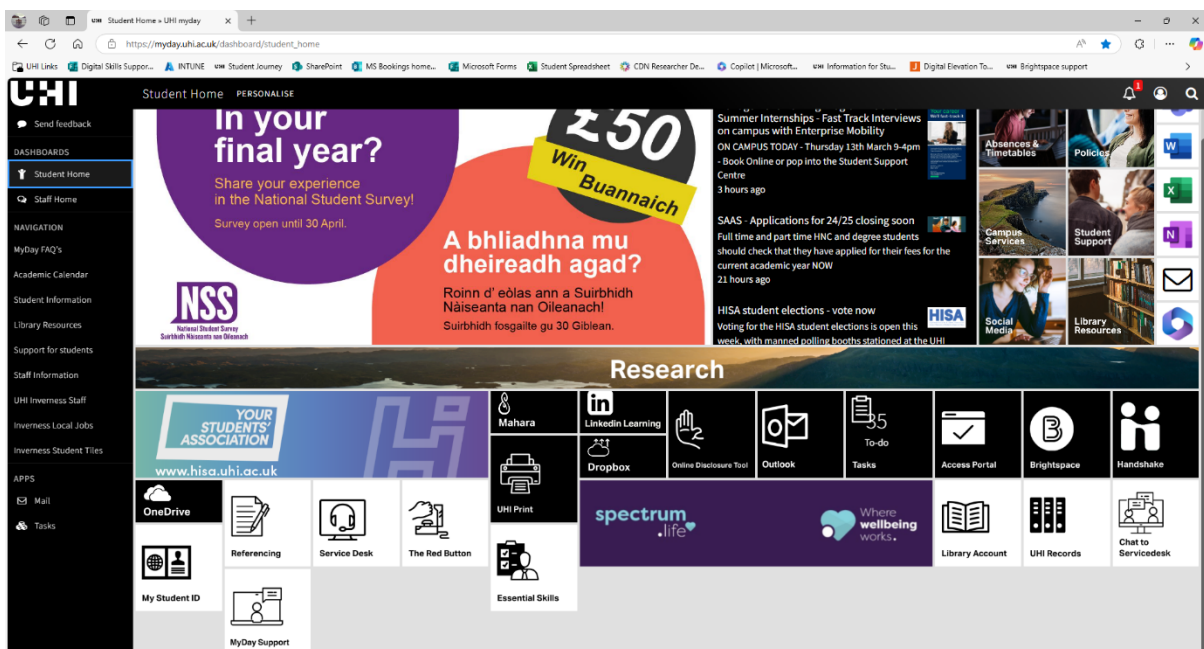 Student Home » UHI myday
https://myday.uhi.ac.uk/dashboard/student_home
UHI Links
Digital Skills Suppor...
INTUNE
Student Journey
SharePoint
MS Bookings home...
Microsoft Forms
Student Spreadsheet
CDN Researcher De...
Copilot | Microsoft...
Information for Stu...
Digital Elevation To...
Brightspace support
UHI
Student Home PERSONALISE
1
Send feedback
DASHBOARDS
Student Home
Staff Home
NAVIGATION
MyDay FAQ's
Academic Calendar
Student Information
Library Resources
Support for students
Staff Information
UHI Inverness Staff
Inverness Local Jobs
Inverness Student Tiles
APPS
Mail
Tasks
In your
final year?
Share your experience
in the National Student Survey!
Survey open until 30 April.
£50
Win
Buannaich
A bhliadhna mu
dheireadh agad?
Roinn d' eòlas ann a Suirbhidh
Nàiseanta nan Oileanach!
Suirbhidh fosgailte gu 30 Giblean.
NSS
National Student Survey
Suirbhidh Nàiseanta nan Oileanach
Summer Internships - Fast Track Interviews
on campus with Enterprise Mobility
ON CAMPUS TODAY - Thursday 13th March 9-4pm
- Book Online or pop into the Student Support
Centre
3 hours ago
SAAS - Applications for 24/25 closing soon
Full time and part time HNC and degree students
should check that they have applied for their fees for the
current academic year NOW
21 hours ago
HISA student elections - vote now
HISA
Voting for the HISA student elections is open this
week, with manned polling booths stationed at the UHI
Absences &
Timetables
Policies
Campus
Services
Student
Support
Social
Media
Library
Resources
Research
YOUR
STUDENTS'
ASSOCIATION
www.hisa.uhi.ac.uk
Mahara
Linkedin Learning
Dropbox
Online Disclosure Tool
Outlook
35
To-do
Tasks
Access Portal
Brightspace
Handshake
OneDrive
Referencing
Service Desk
The Red Button
UHI Print
spectrum
.life
Where
wellbeing
works.
Library Account
UHI Records
Chat to
Servicedesk
My Student ID
MyDay Support
Essential Skills